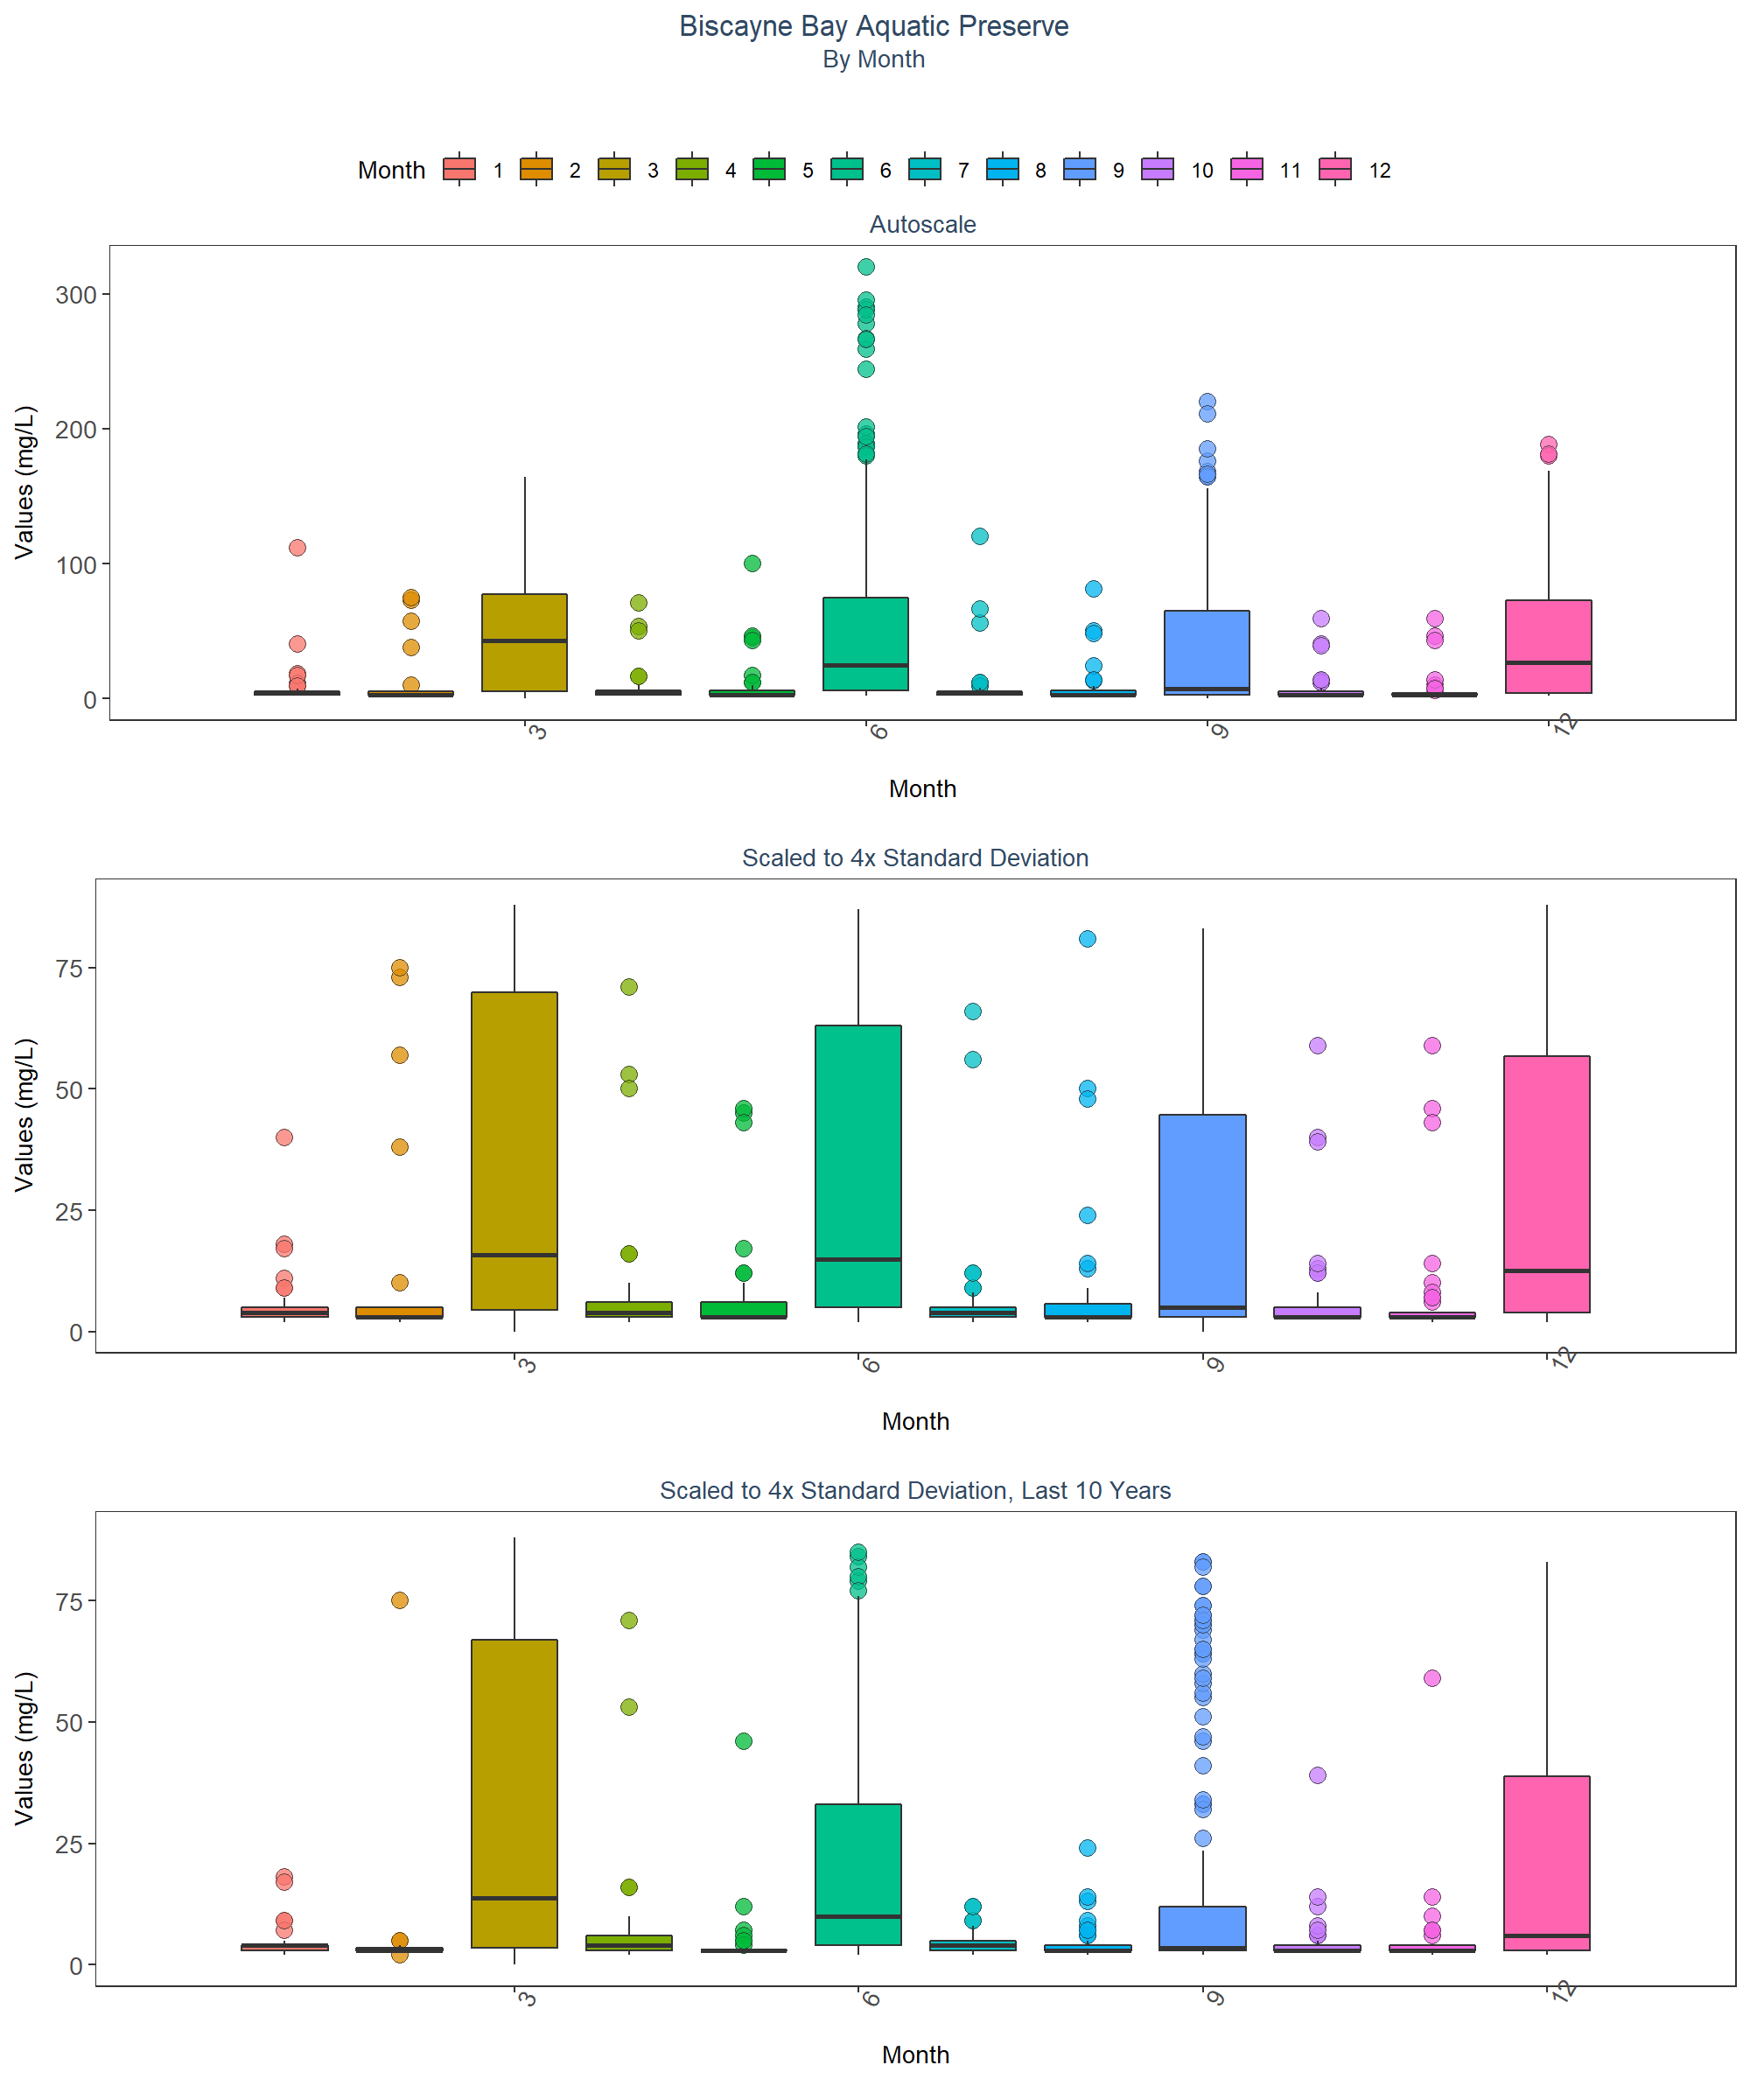 Biscayne Bay Aquatic Preserve
By Month
Month 1 2 3 4 5 6 7 8 9 10 11 12
Autoscale
Values (mg/L)
300
200
100
0
3 6 9 12
Month
Scaled to 4x Standard Deviation
Values (mg/L)
75
50
25
0
3 6 9 12
Month
Scaled to 4x Standard Deviation, Last 10 Years
Values (mg/L)
75
50
25
0
3 6 9 12
Month